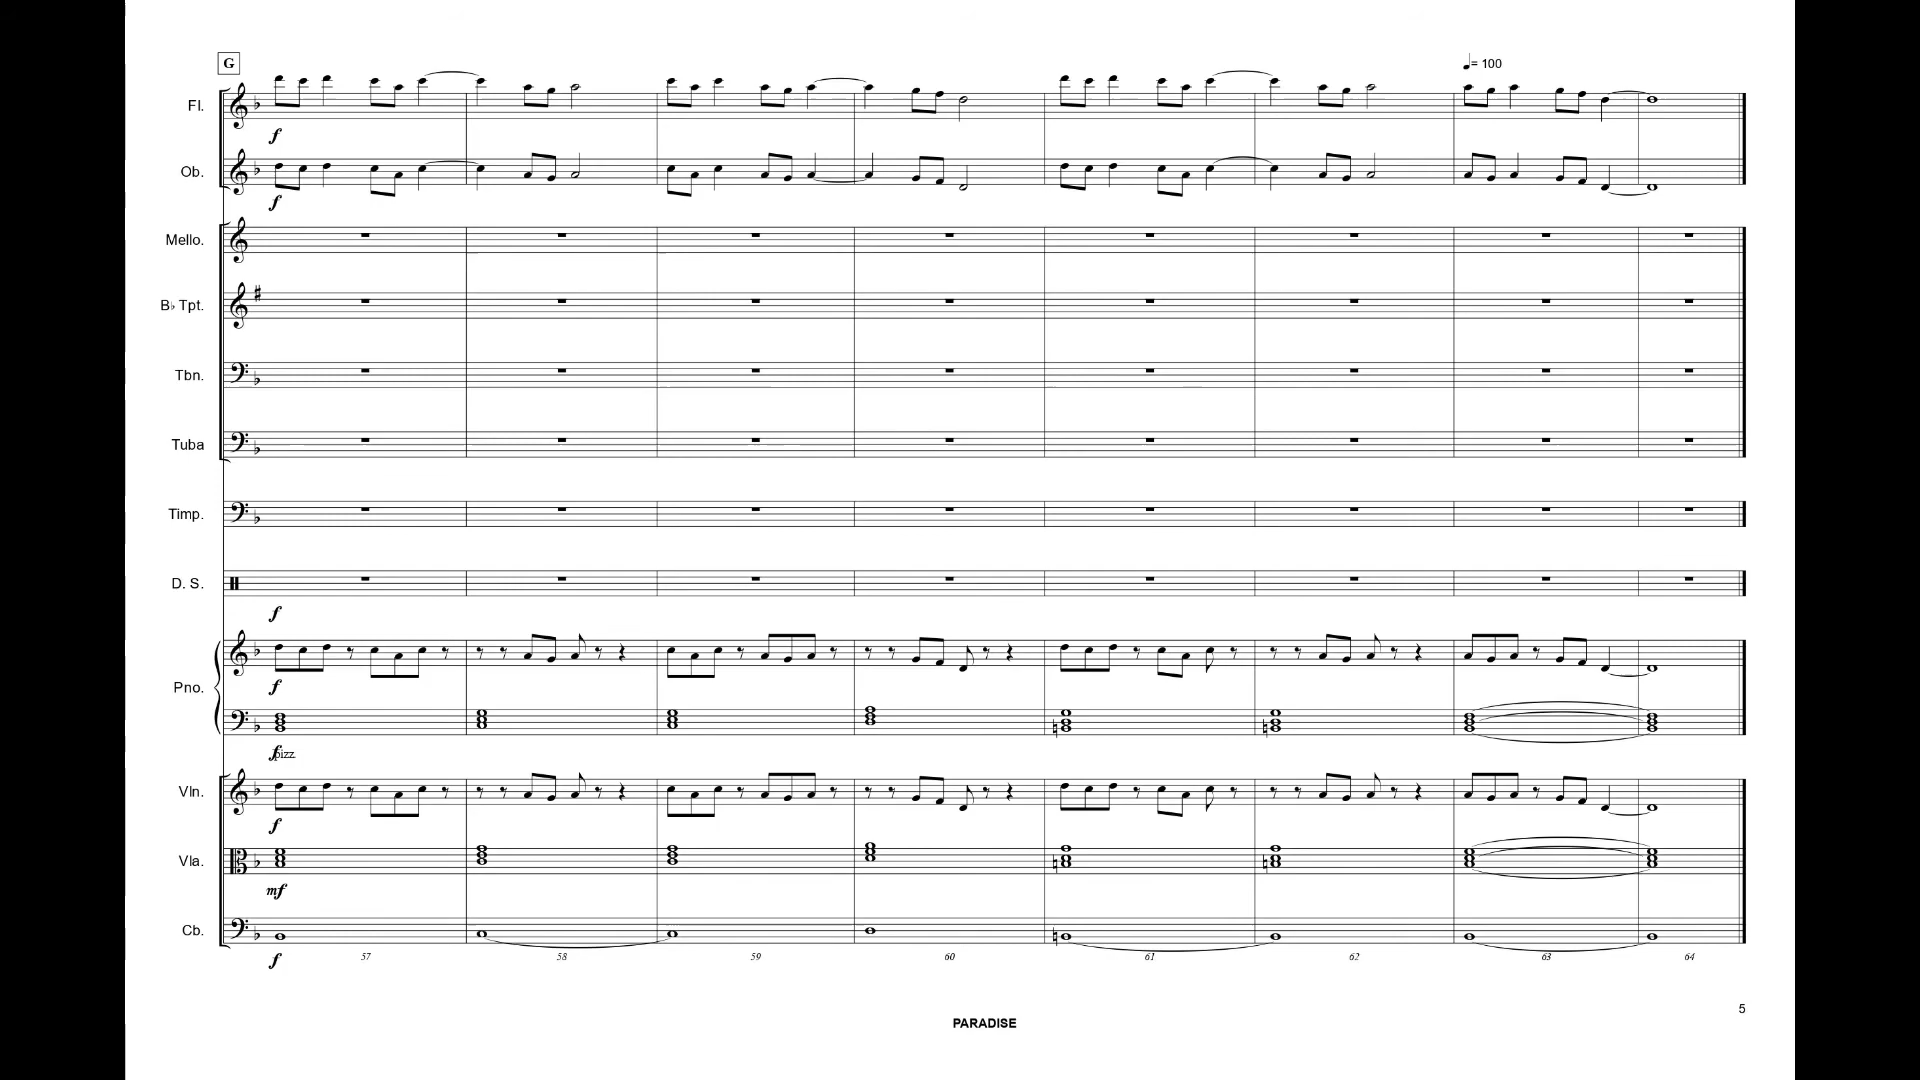 G
♩= 100
Fl.
f
Ob.
f
Mello.
B♭ Tpt.
Tbn.
Tuba
Timp.
D. S.
f
Pno.
f
f
pizz.
Vln.
f
Vla.
mf
Cb.
f
57 58 59 60 61 62 63 64
5
PARADISE